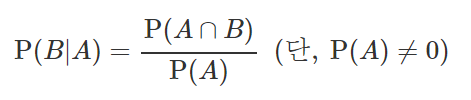 P(B|A) = P(A∩B) / P(A) (단, P(A) ≠ 0)